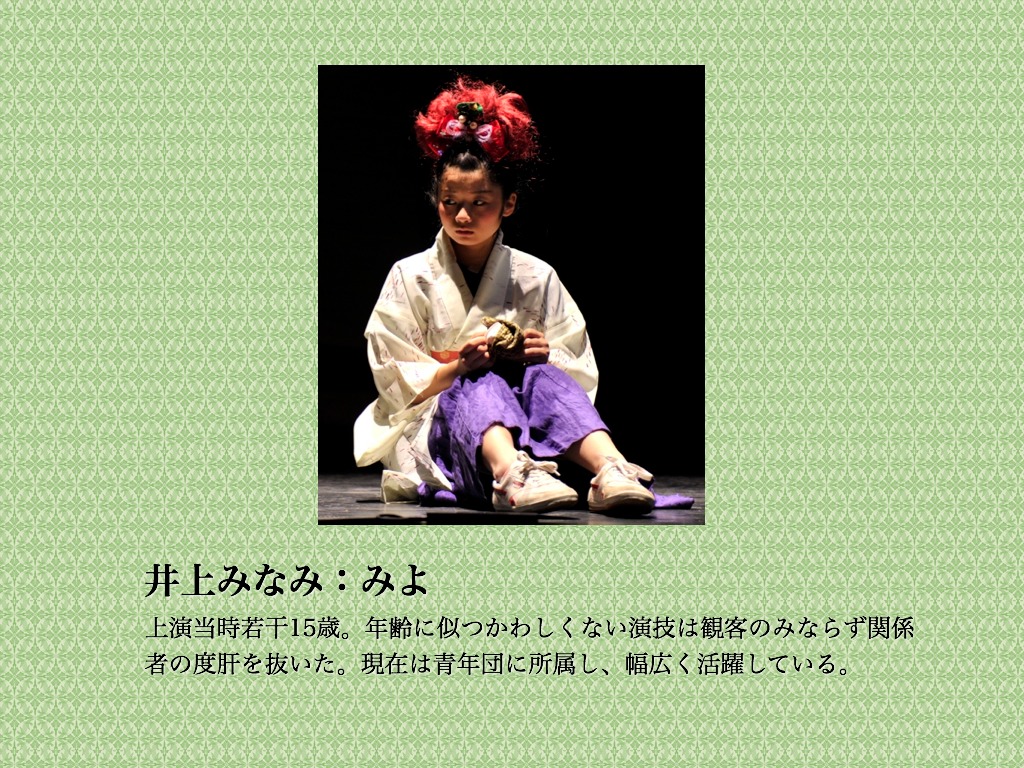 井上みなみ：みよ
上演当時若干15歳。年齢に似つかわしくない演技は観客のみならず関係
者の度肝を抜いた。現在は青年団に所属し、幅広く活躍している。